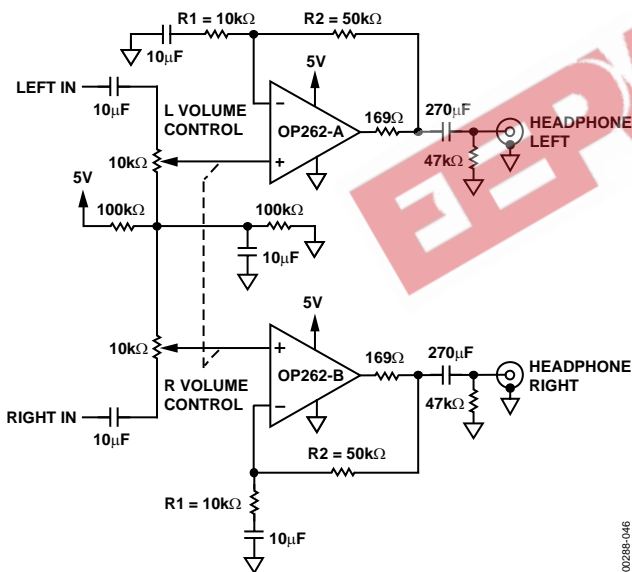 R1 = 10kΩ
R2 = 50kΩ
10μF
5V
LEFT IN
10μF
L VOLUME
CONTROL
OP262-A
169Ω
270μF
HEADPHONE
LEFT
47kΩ
10kΩ
5V
100kΩ
100kΩ
10μF
5V
10kΩ
OP262-B
169Ω
270μF
HEADPHONE
RIGHT
R VOLUME
CONTROL
47kΩ
RIGHT IN
10μF
R2 = 50kΩ
R1 = 10kΩ
10μF
00288-046